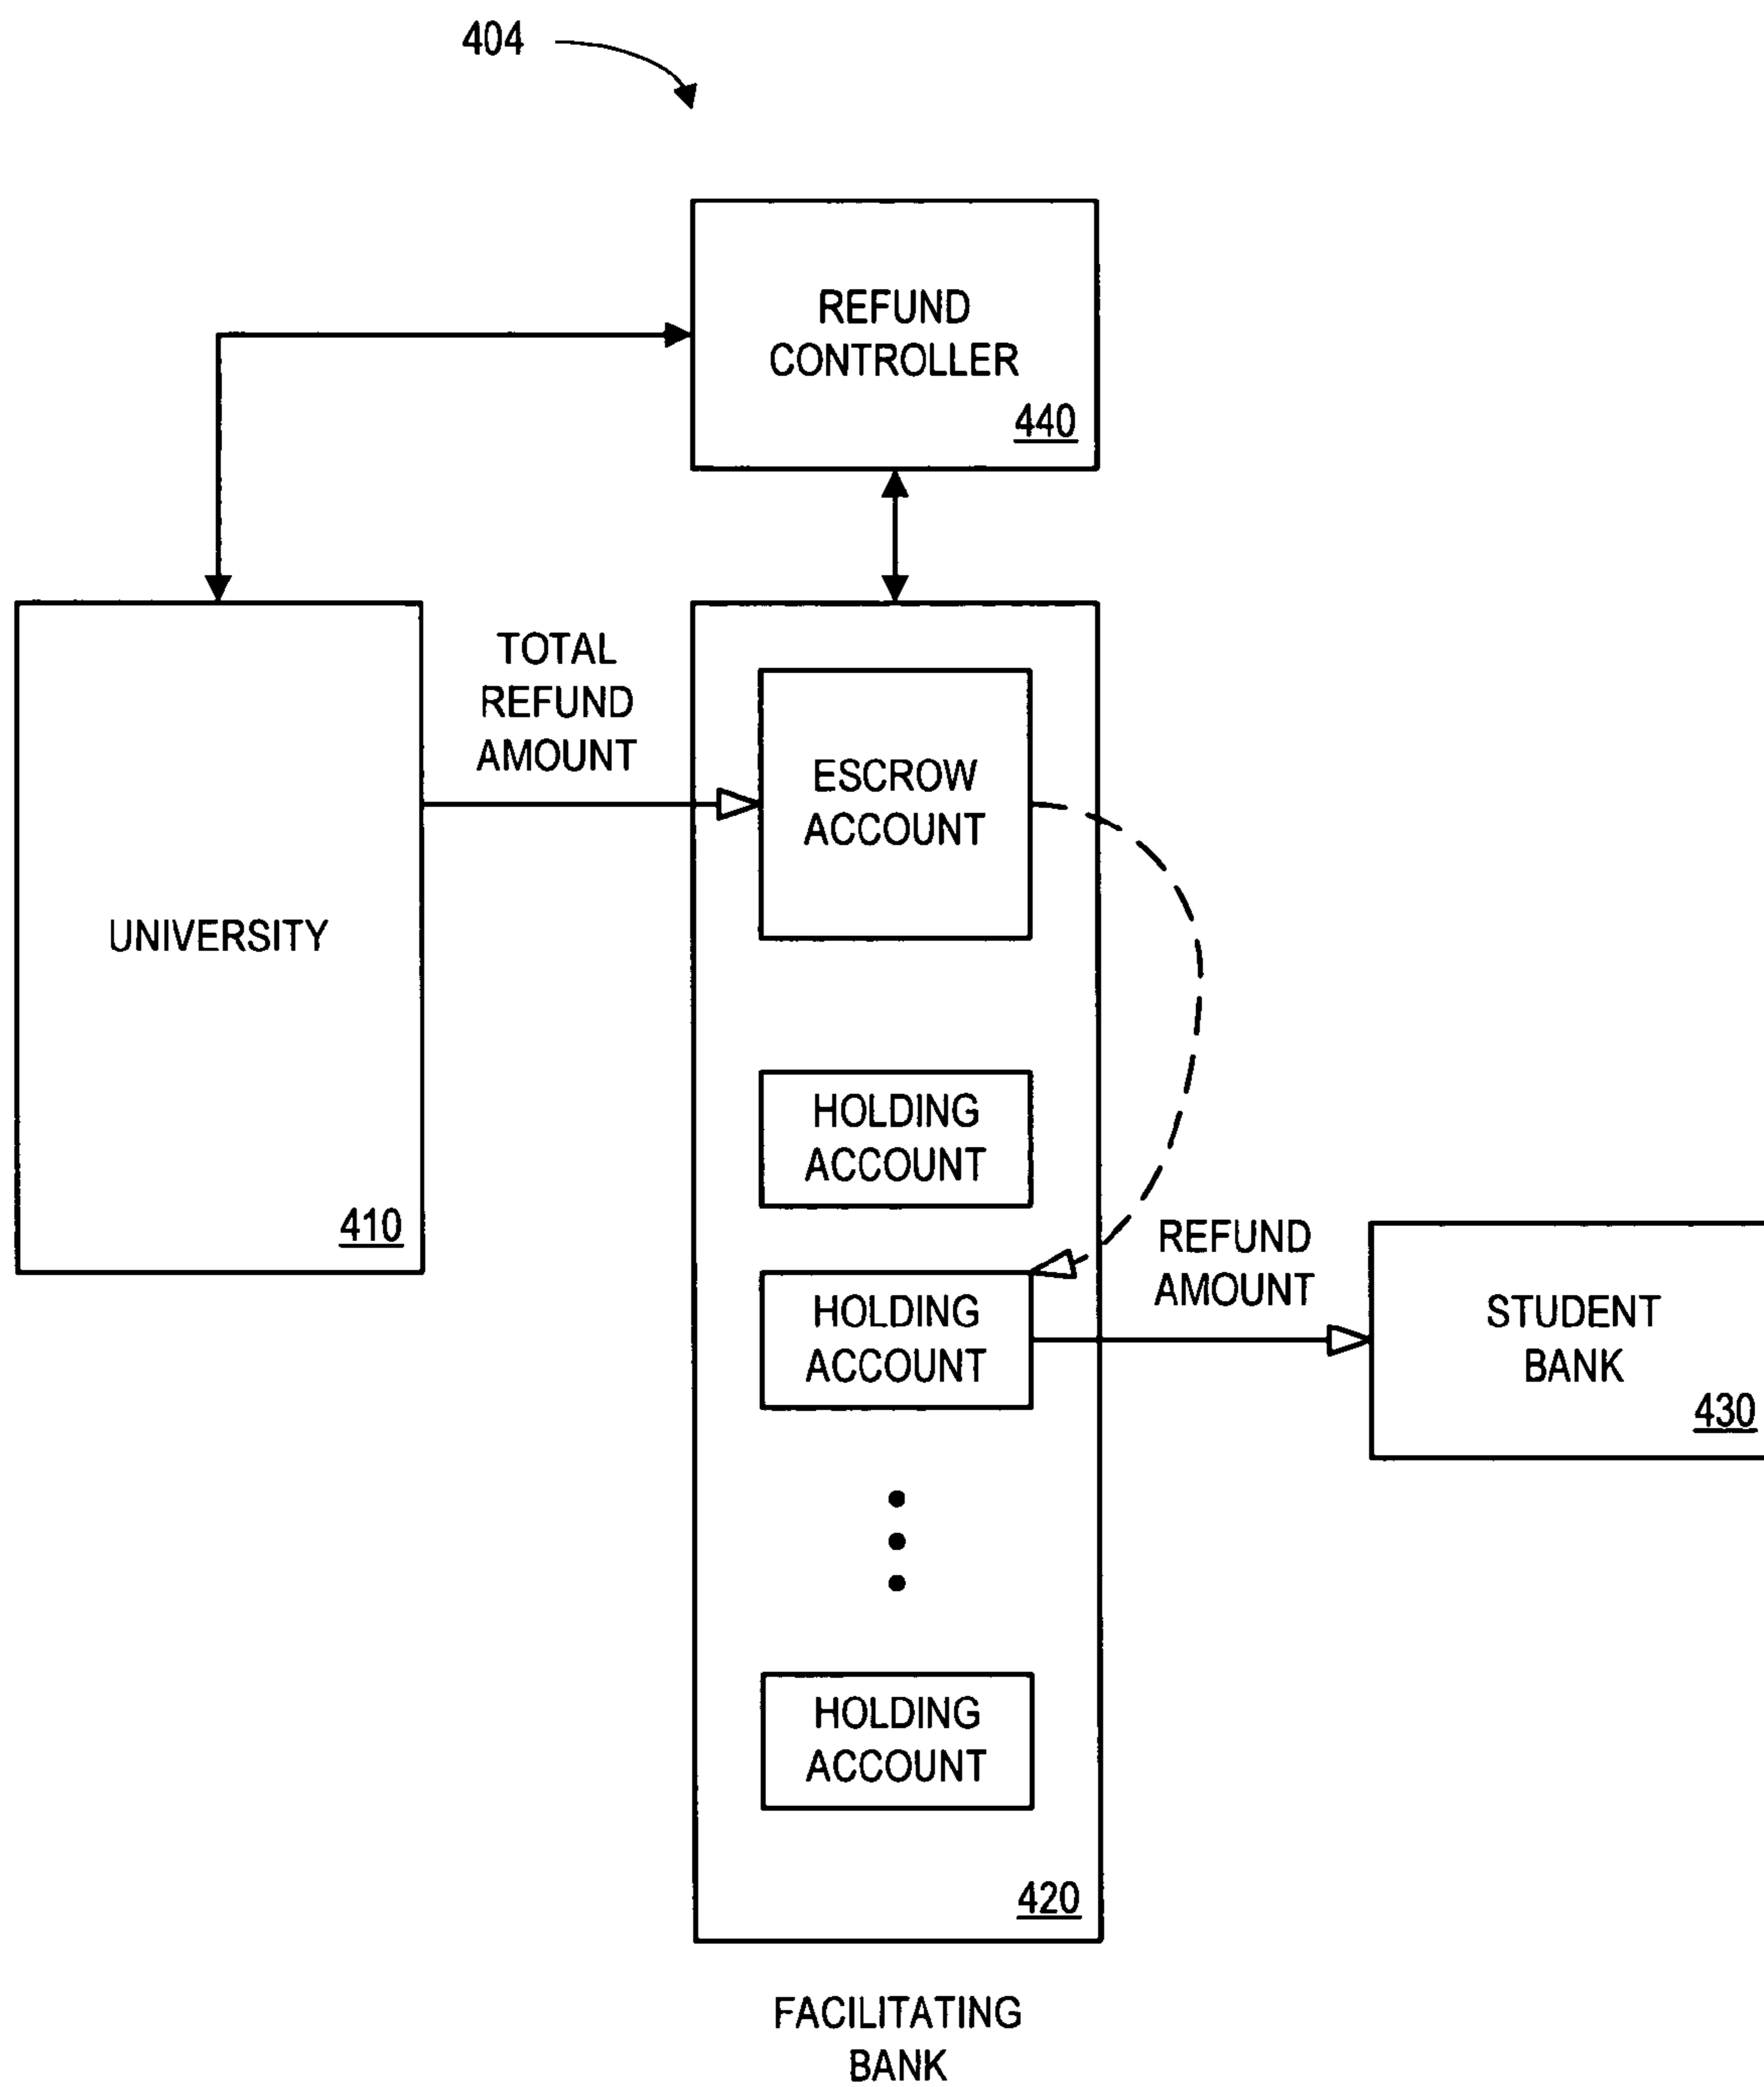 404
REFUND
CONTROLLER
440
TOTAL
REFUND
AMOUNT
ESCROW
ACCOUNT
UNIVERSITY
410
HOLDING
ACCOUNT
REFUND
AMOUNT
HOLDING
ACCOUNT
STUDENT
BANK
430
HOLDING
ACCOUNT
420
FACILITATING
BANK